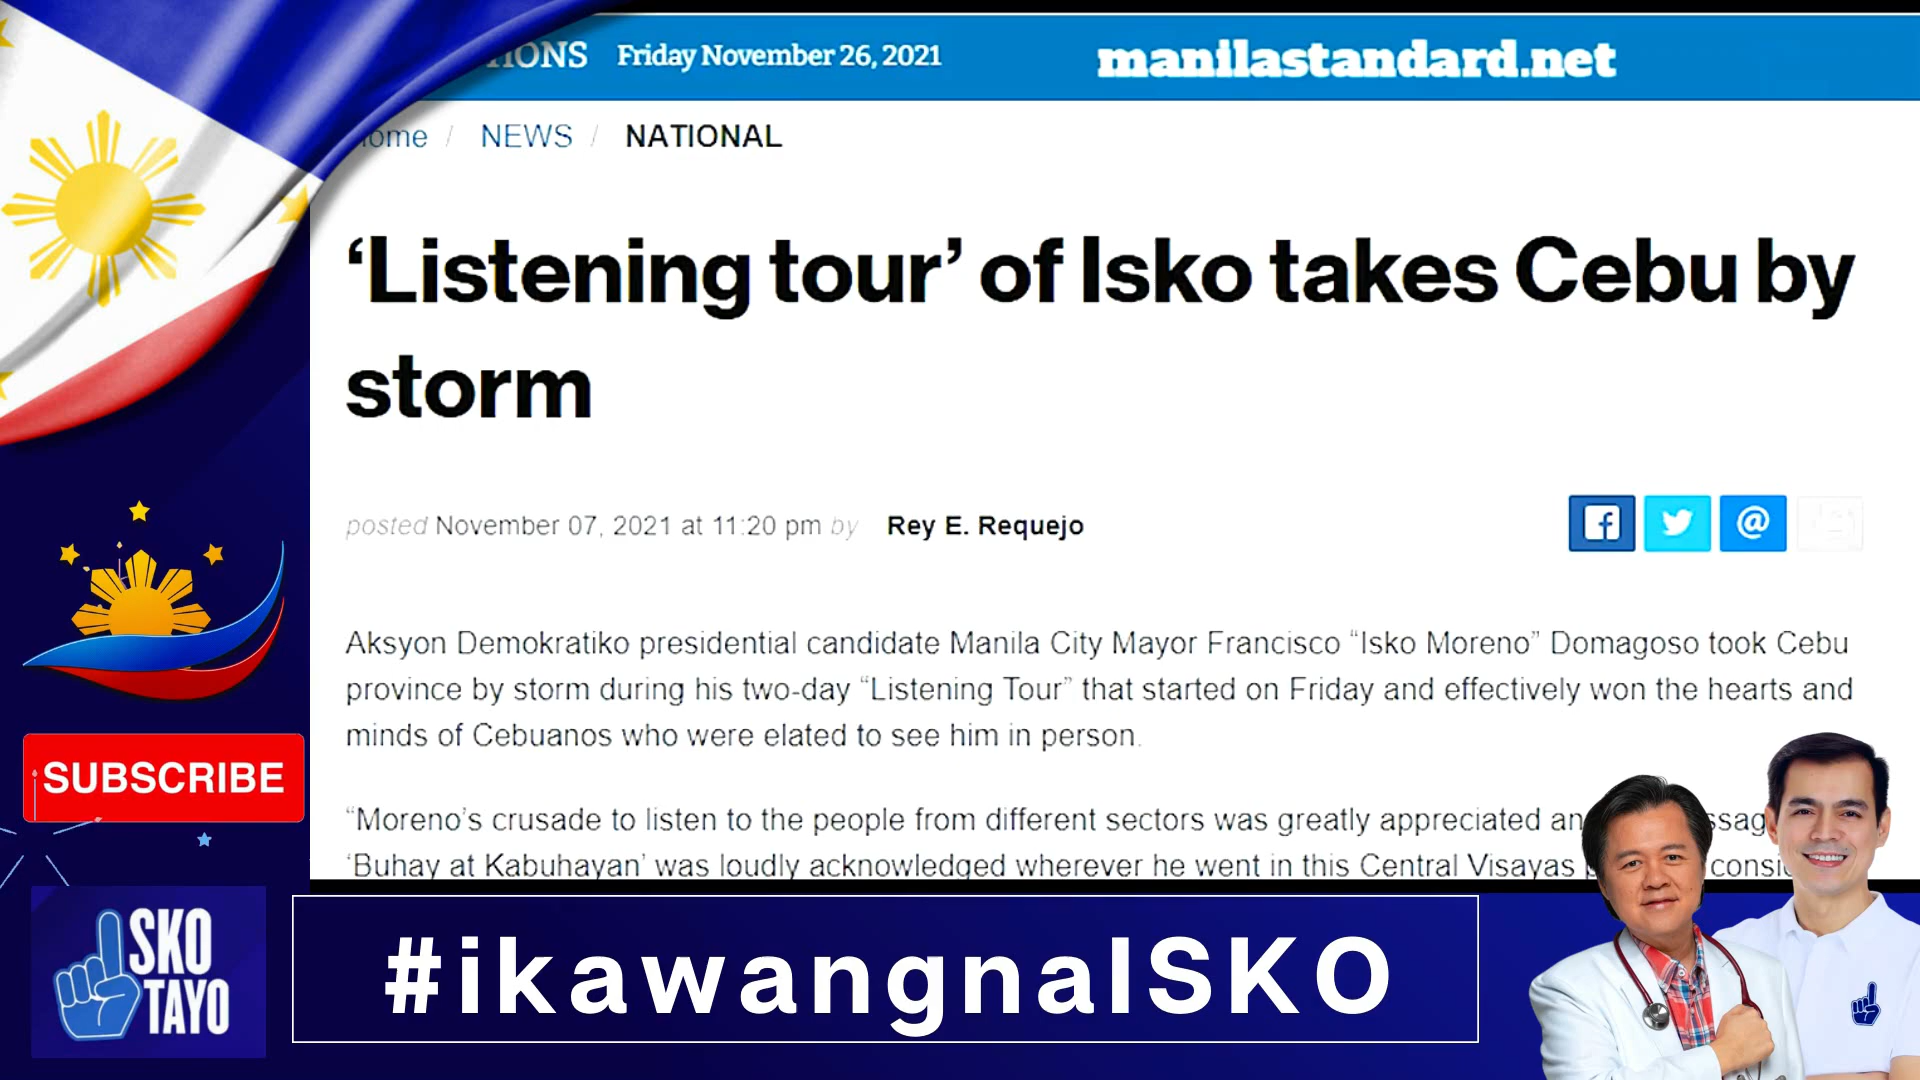 Friday November 26, 2021
manilastandard.net
NEWS / NATIONAL
‘Listening tour’ of Isko takes Cebu by
storm
posted November 07, 2021 at 11:20 pm by Rey E. Requejo
Aksyon Demokratiko presidential candidate Manila City Mayor Francisco “Isko Moreno” Domagoso took Cebu
province by storm during his two-day “Listening Tour” that started on Friday and effectively won the hearts and
minds of Cebuanos who were elated to see him in person.
“Moreno’s crusade to listen to the people from different sectors was greatly appreciated
‘Buhay at Kabuhayan’ was loudly acknowledged wherever he went in this Central Visayas
SUBSCRIBE
SKO
TAYO
#ikawangnaISKO